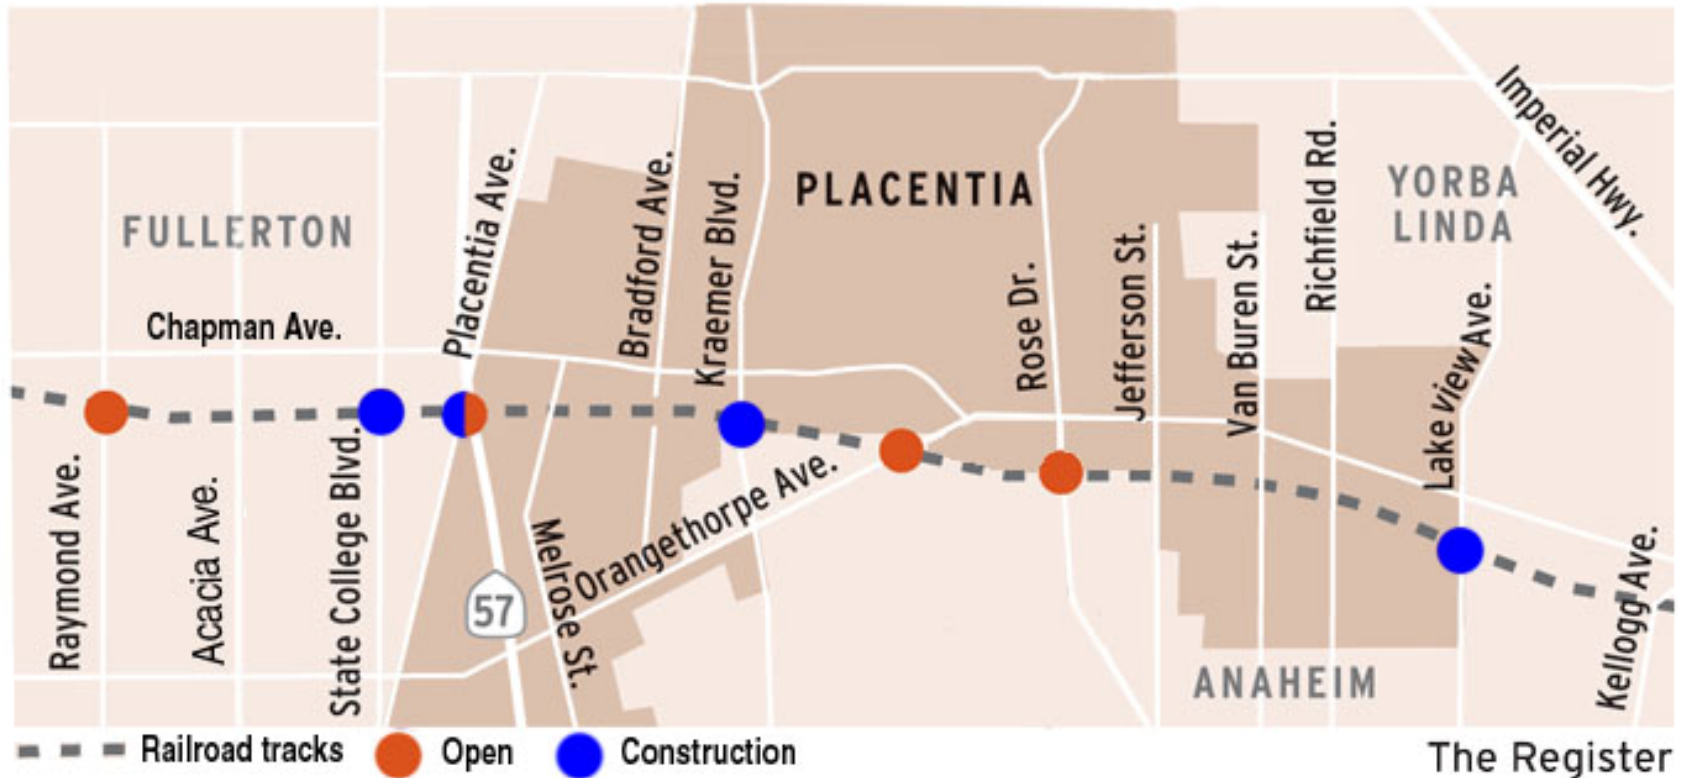 Imperial Hwy.
Placentia Ave.
Bradford Ave.
Kraemer Blvd.
PLACENTIA
Richfield Rd.
YORBA
LINDA
FULLERTON
Chapman Ave.
Rose Dr.
Jefferson St.
Van Buren St.
Lake View Ave.
Raymond Ave.
Acacia Ave.
State College Blvd.
57
Melrose St.
Orangethorpe Ave.
ANAHEIM
Kellogg Ave.
Railroad tracks
Open
Construction
The Register